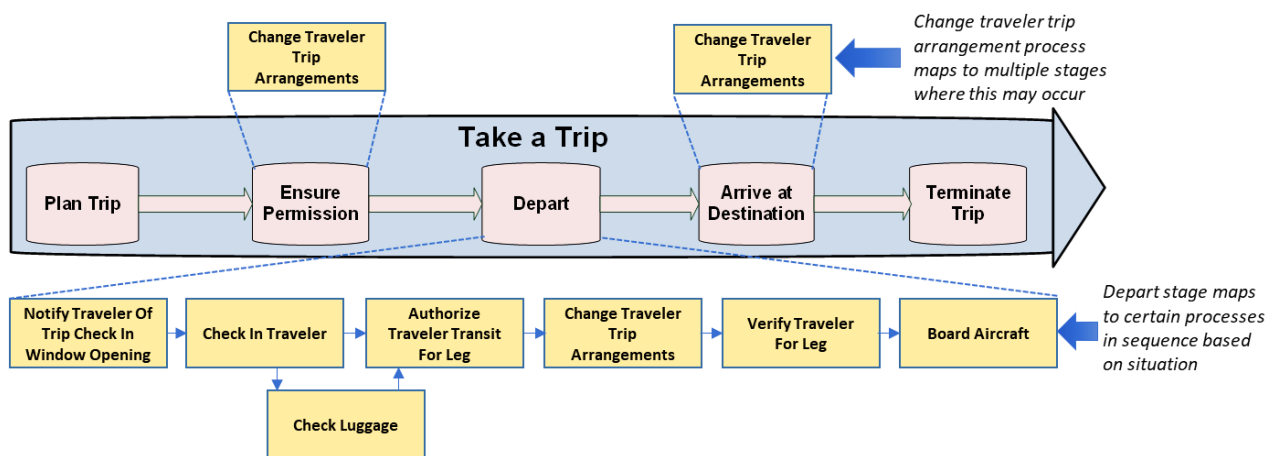 Change Traveler
Trip
Arrangements
Change Traveler
Trip
Arrangements
Change traveler trip
arrangement process
maps to multiple stages
where this may occur
Take a Trip
Plan Trip
Ensure
Permission
Depart
Arrive at
Destination
Terminate
Trip
Notify Traveler Of
Trip Check In
Window Opening
Check In Traveler
Authorize
Traveler Transit
For Leg
Change Traveler
Trip
Arrangements
Verify Traveler
For Leg
Board Aircraft
Depart stage maps
to certain processes
in sequence based
on situation
Check Luggage